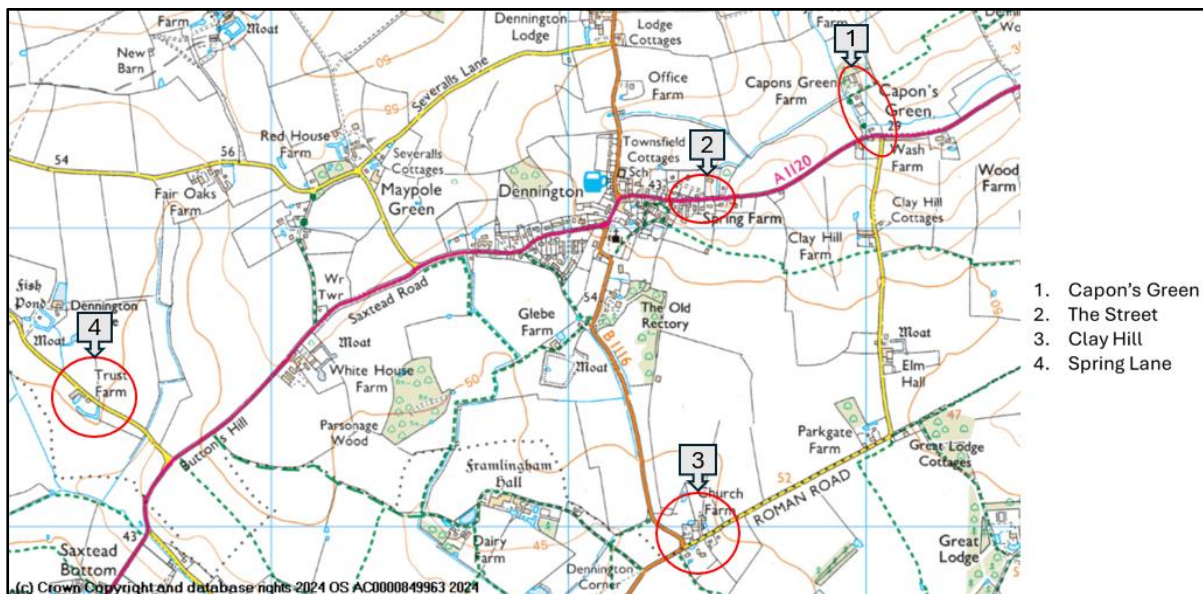 Farm
Moat
New
Barn
Dennington
Lodge
Lodge
Cottages
50
55
Severalls Lane
Office
Farm
Capons Green
Farm
Farm
1
Capon's
Green
29
Wash
Farm
Wood
Farm
Red House
Farm
Severalls
Cottages
Maypole
Green
54
56
Fair Oaks
Farm
Townsfield
Cottages
Sch
2
43
Dennington
Spring Farm
A 1120
Clay Hill
Cottages
Clay Hill
Farm
50
Fish
Pond
Dennington
Moat
4
Trust
Farm
Wr
Twr
Saxtead Road
Moat
White House
Farm
Parsonage
Wood
50
Glebe
Farm
54
The Old
Rectory
Moat
B 1116
Moat
Elm
Hall
47
Parkgate
Farm
Great Lodge
Cottages
Button's Hill
Framlingham
Hall
3
Church
Farm
52
ROMAN ROAD
43
Saxtead
Bottom
Dairy
Farm
45
Dennington
Corner
Great
Lodge
(c) Crown Copyright and database rights 2024 OS AC0000849963 2024
1. Capon's Green
2. The Street
3. Clay Hill
4. Spring Lane